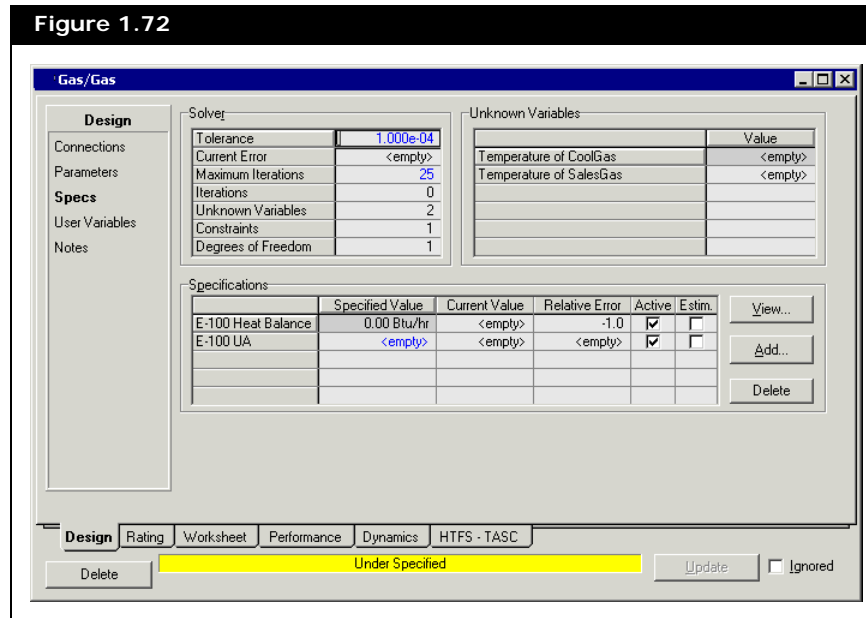 Figure 1.72
Gas/Gas
Design
Connections
Parameters
Specs
User Variables
Notes
Solver
Tolerance 1.000e-04
Current Error <empty>
Maximum Iterations 25
Iterations 0
Unknown Variables 2
Constraints 1
Degrees of Freedom 1
Unknown Variables
Value
Temperature of CoolGas <empty>
Temperature of SalesGas <empty>
Specifications
Specified Value Current Value Relative Error Active Estim.
E-100 Heat Balance 0.00 Btu/hr <empty> -1.0
E-100 UA <empty> <empty> <empty>
View...
Add...
Delete
Design Rating Worksheet Performance Dynamics HTFS - TASC
Delete Under Specified Update Ignored